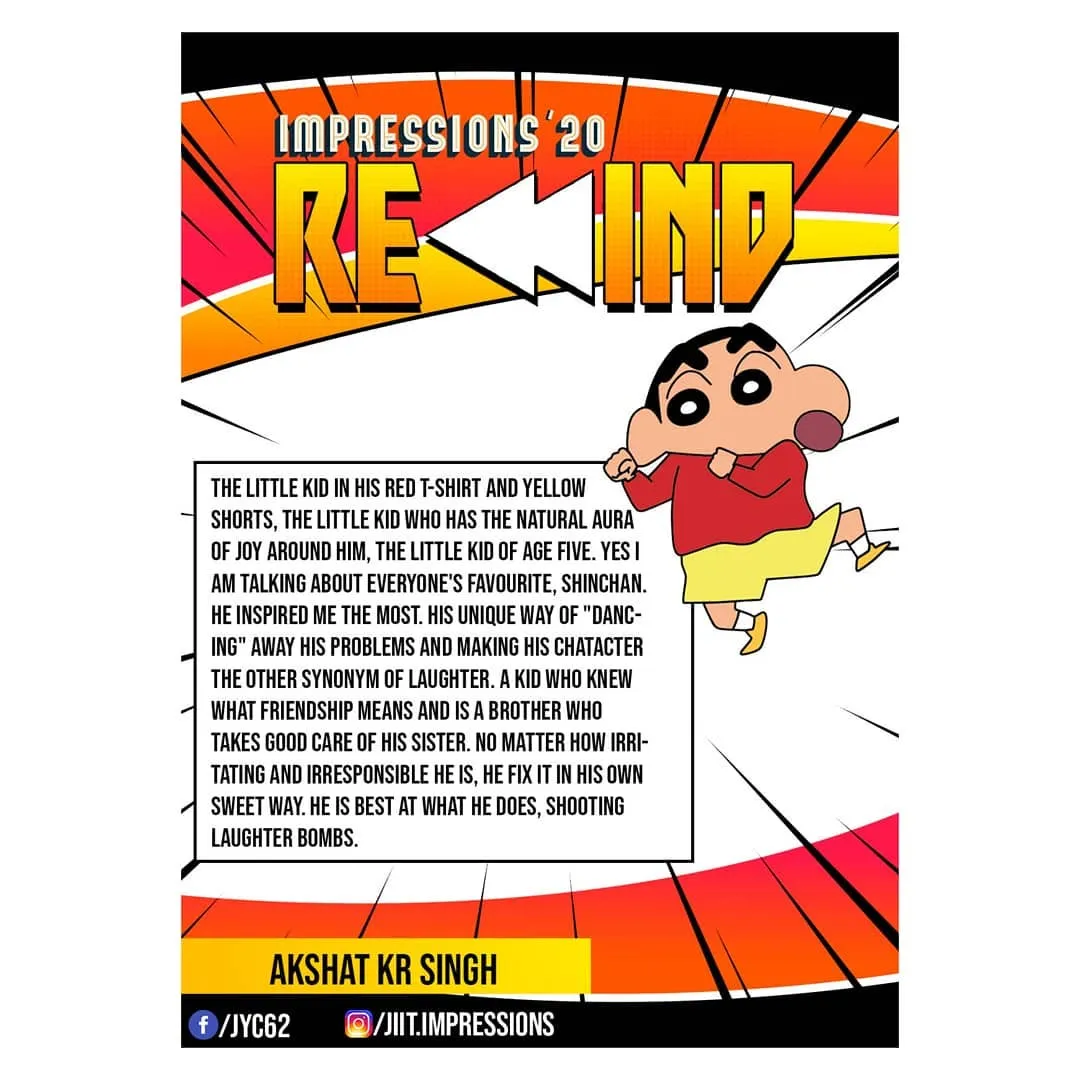 IMPRESSIONS'20
REWIND
THE LITTLE KID IN HIS RED T-SHIRT AND YELLOW
SHORTS, THE LITTLE KID WHO HAS THE NATURAL AURA
OF JOY AROUND HIM, THE LITTLE KID OF AGE FIVE. YES I
AM TALKING ABOUT EVERYONE'S FAVOURITE, SHINCHAN.
HE INSPIRED ME THE MOST. HIS UNIQUE WAY OF "DANC-
ING" AWAY HIS PROBLEMS AND MAKING HIS CHATACTER
THE OTHER SYNONYM OF LAUGHTER. A KID WHO KNEW
WHAT FRIENDSHIP MEANS AND IS A BROTHER WHO
TAKES GOOD CARE OF HIS SISTER. NO MATTER HOW IRRI-
TATING AND IRRESPONSIBLE HE IS, HE FIX IT IN HIS OWN
SWEET WAY. HE IS BEST AT WHAT HE DOES, SHOOTING
LAUGHTER BOMBS.
AKSHAT KR SINGH
/JYC62 /JIIT.IMPRESSIONS